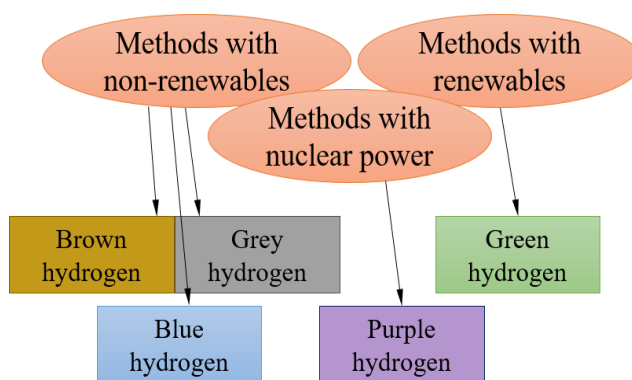 Methods with
non-renewables
Methods with
renewables
Methods with
nuclear power
Brown
hydrogen
Grey
hydrogen
Green
hydrogen
Blue
hydrogen
Purple
hydrogen